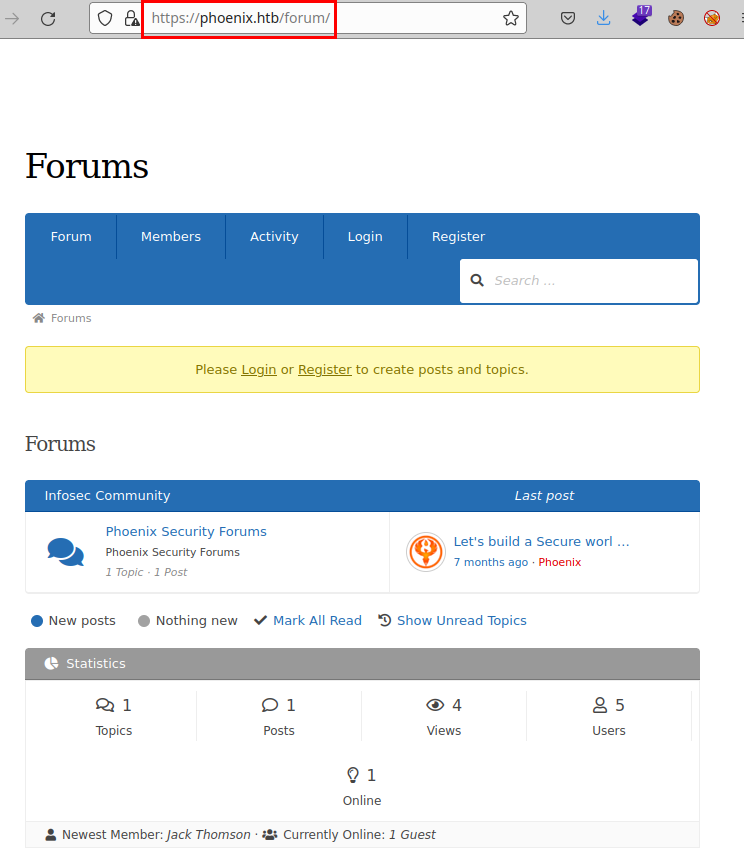 https://phoenix.htb/forum/
17
Forums
Forum Members Activity Login Register
Search ...
Forums
Please Login or Register to create posts and topics.
Forums
Infosec Community Last post
Phoenix Security Forums
Phoenix Security Forums
1 Topic · 1 Post
Let's build a Secure worl ...
7 months ago · Phoenix
New posts Nothing new Mark All Read Show Unread Topics
Statistics
1 1 4 5
Topics Posts Views Users
1
Online
Newest Member: Jack Thomson · Currently Online: 1 Guest